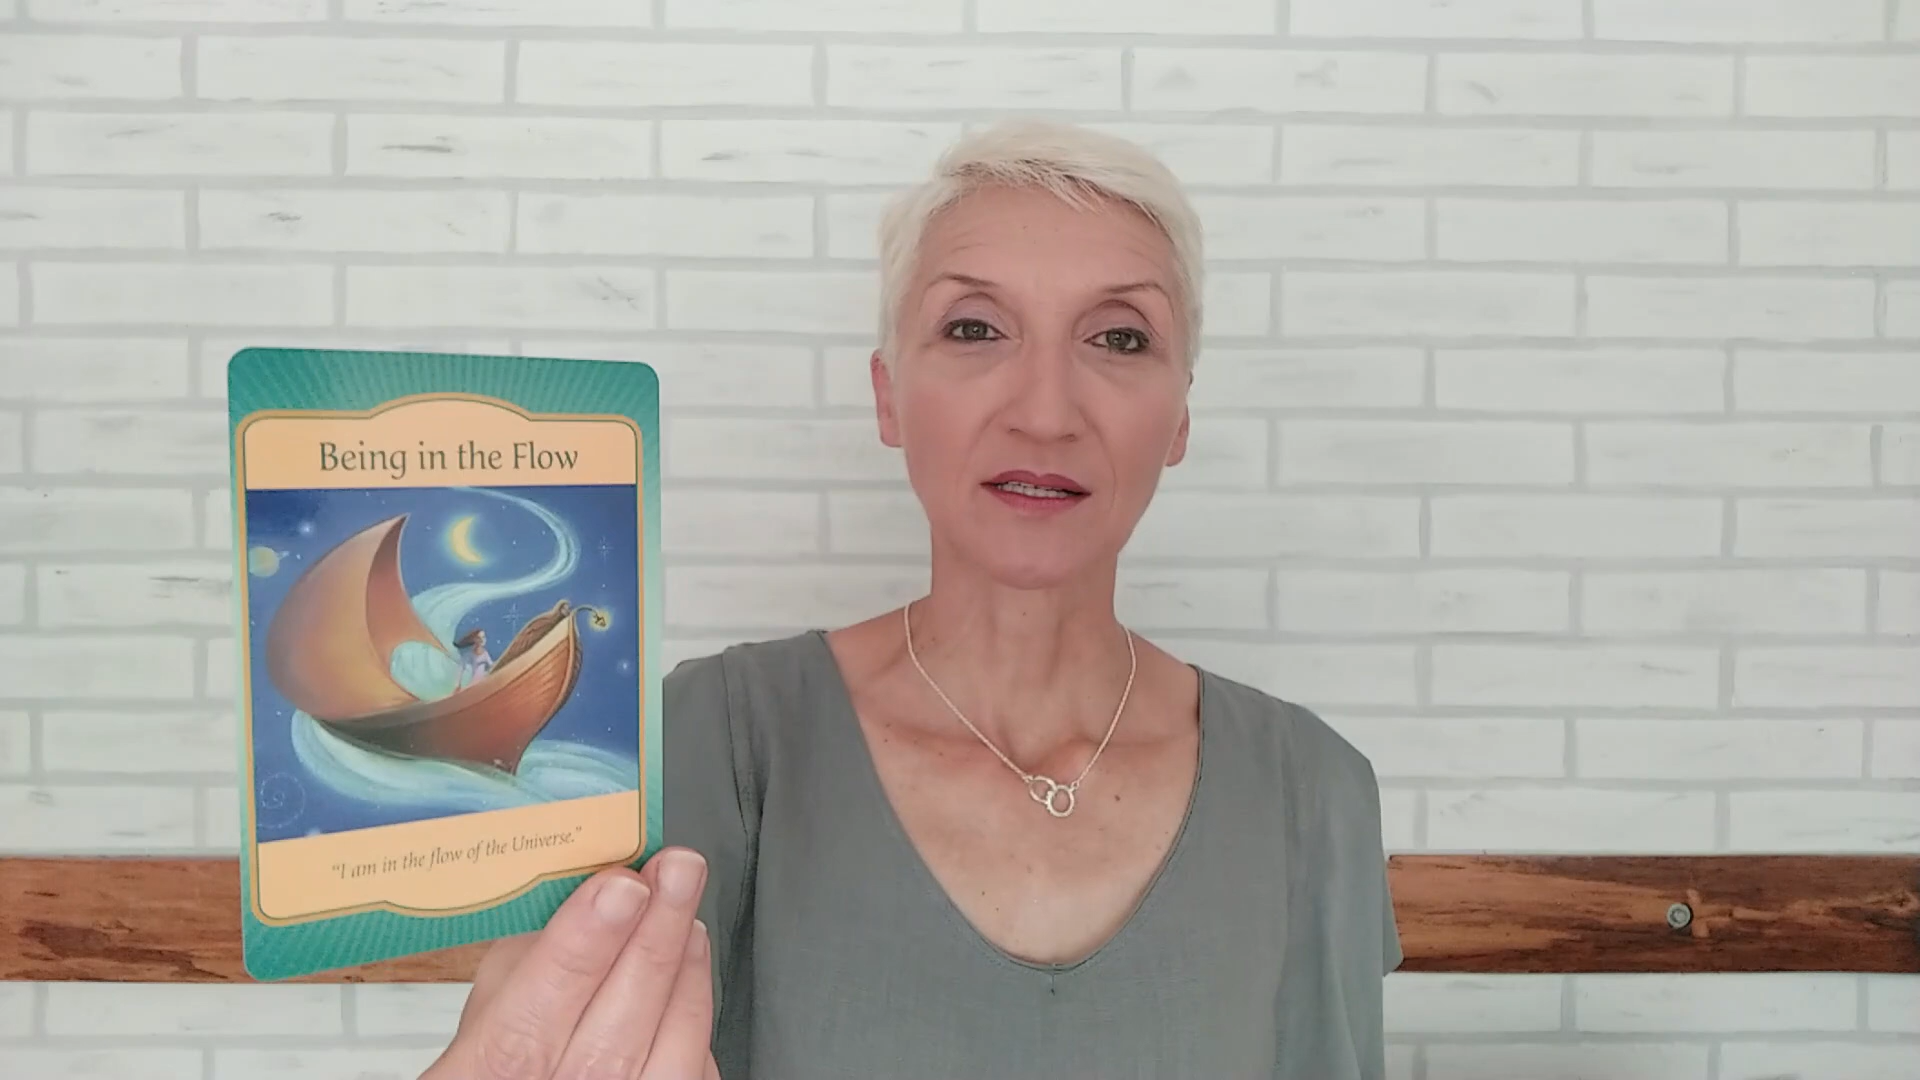 Being in the Flow
“I am in the flow of the Universe.”